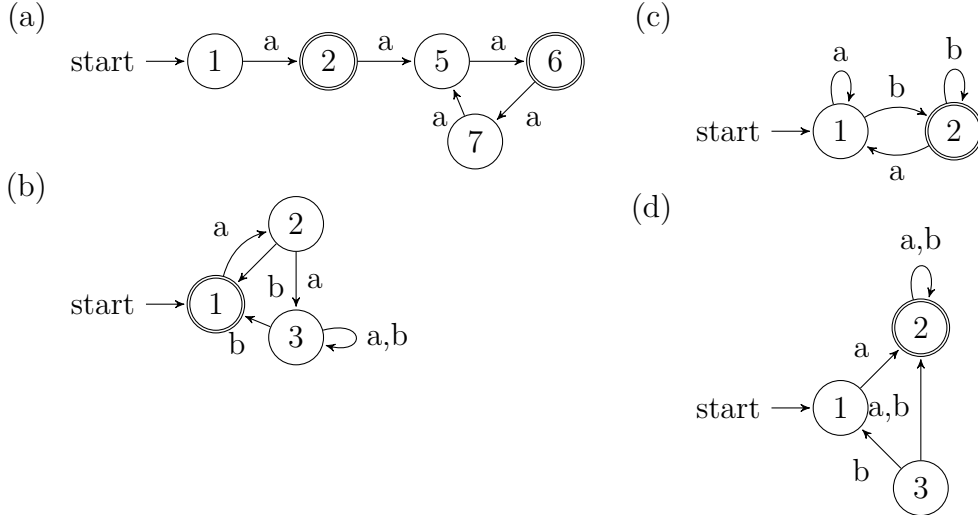 (a)
start 1 a 2 a 5 a 6
a a
7
(b)
2
a
b a
start 1
b 3 a,b
(c)
a b
b
start 1 2
a
(d)
a,b
2
a
start 1 a,b
b
3